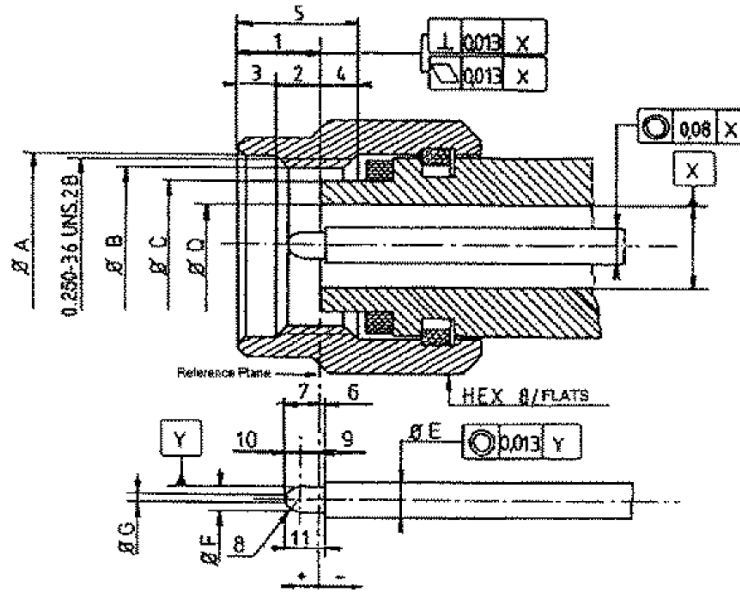 5
1
⊥ 0,013 X
▱ 0,013 X
3 2 4
◎ 0,08 X
X
Ø A
0.250-36 UNS.2B
Ø B
Ø C
Ø D
Reference Plane
7 6
HEX 8/FLATS
Y
10 9
Ø E
◎ 0,013 Y
Ø G
Ø F
8
11
+ -